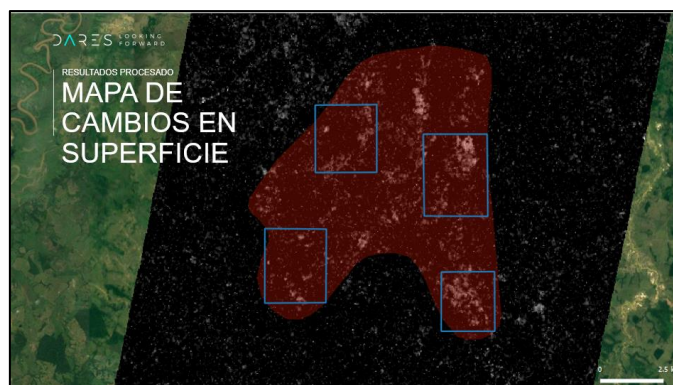 DARES LOOKING
FORWARD
RESULTADOS PROCESADO
MAPA DE
CAMBIOS EN
SUPERFICIE
0 2.5 k